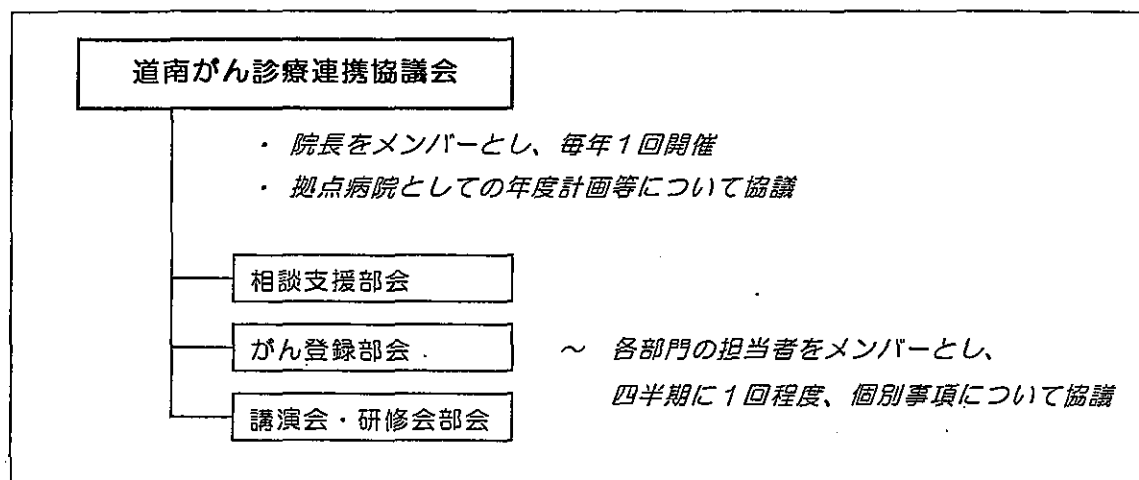 道南がん診療連携協議会
・ 院長をメンバーとし、毎年１回開催
・ 拠点病院としての年度計画等について協議
相談支援部会
がん登録部会
～ 各部門の担当者をメンバーとし、
四半期に１回程度、個別事項について協議
講演会・研修会部会